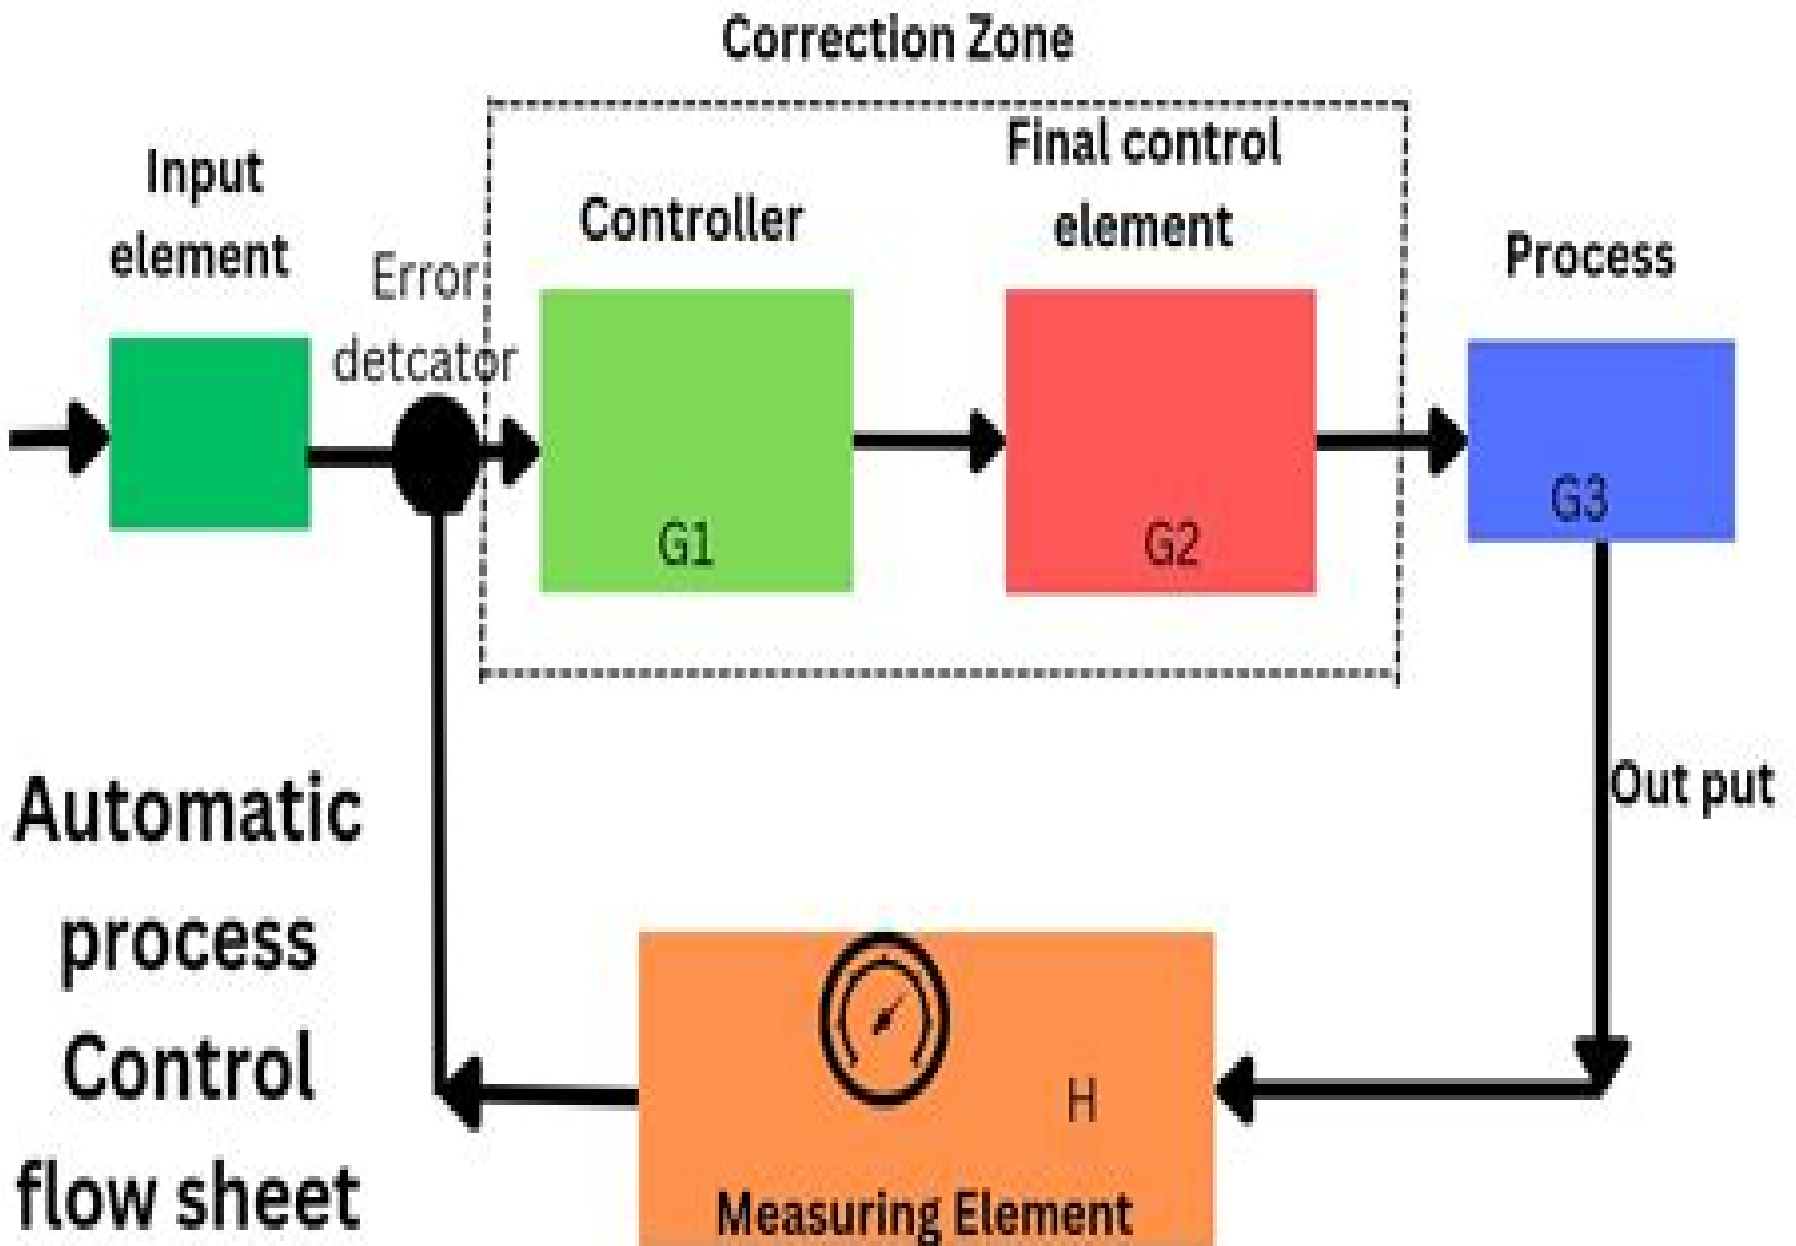 Correction Zone
Input
element
Error
detcator
Controller
Final control
element
Process
G1
G2
G3
Out put
Automatic
process
Control
flow sheet
H
Measuring Element